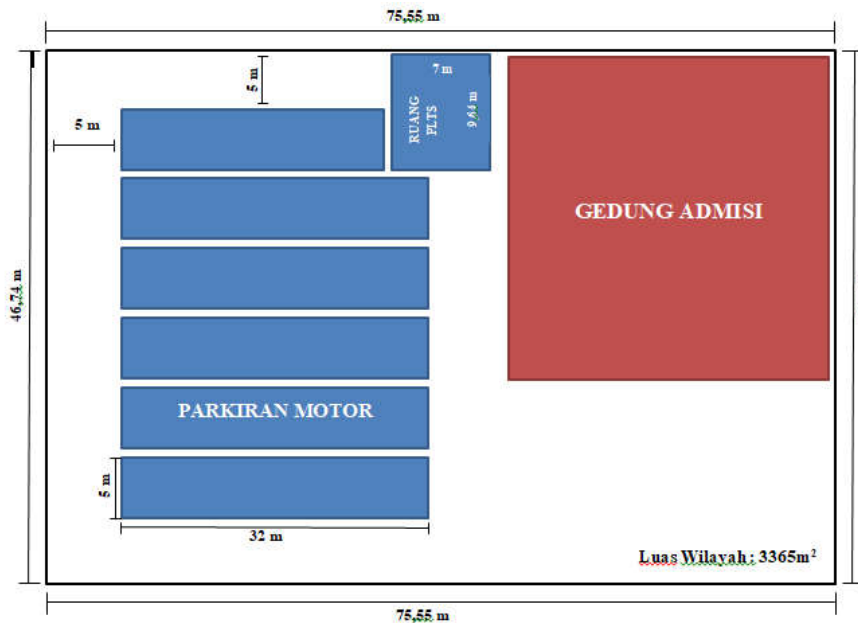 75,55 m
5 m
7 m
RUANG
PLTS
9,64 m
5 m
GEDUNG ADMISI
46,74 m
PARKIRAN MOTOR
5 m
32 m
Luas Wilayah : 3365m²
75,55 m